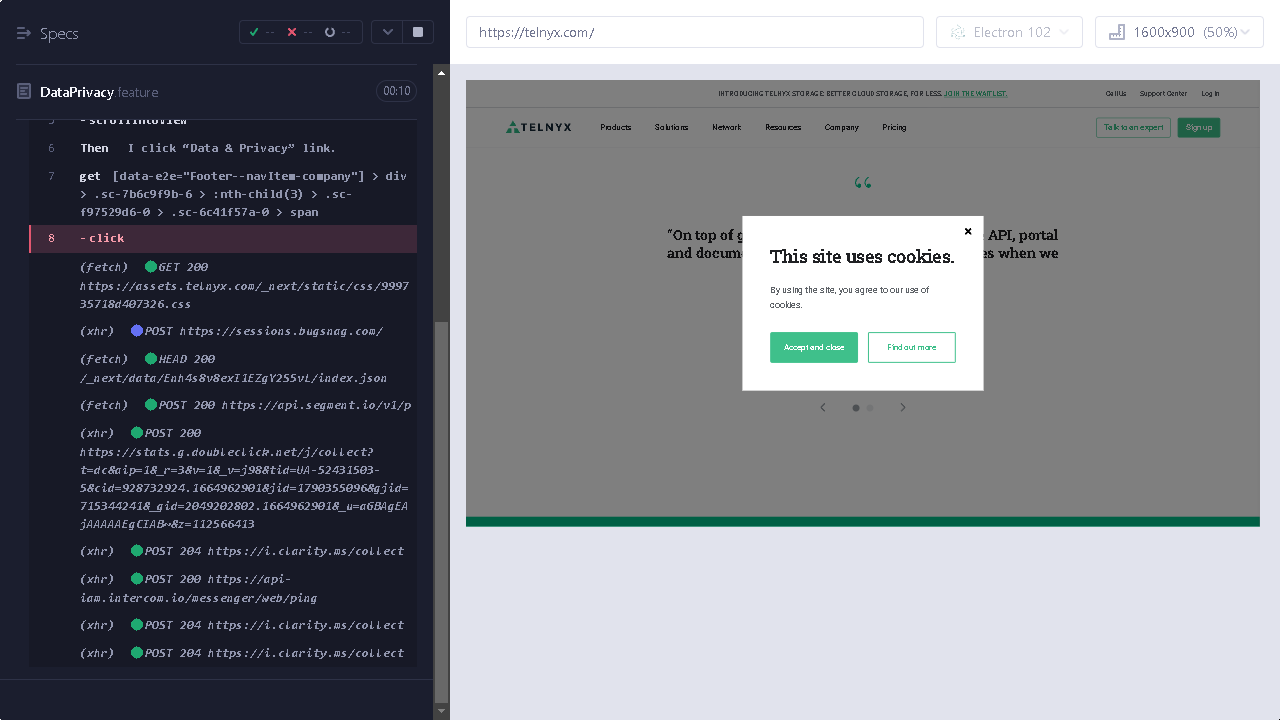 Specs
-- -- --
DataPrivacy.feature
00:10
5 -scrollIntoView
6 Then I click “Data & Privacy” link.
7 get [data-e2e="Footer--navItem-company"] > div
> .sc-7b6c9f9b-6 > :nth-child(3) > .sc-
f97529d6-0 > .sc-6c41f57a-0 > span
8 -click
(fetch) GET 200
https://assets.telnyx.com/_next/static/css/9997
35718d407326.css
(xhr) POST https://sessions.bugsnag.com/
(fetch) HEAD 200
/_next/data/Enh4s8v8exI1EZgY255vL/index.json
(fetch) POST 200 https://api.segment.io/v1/p
(xhr) POST 200
https://stats.g.doubleclick.net/j/collect?
t=dc&aip=1&_r=3&v=1&_v=j98&tid=UA-52431503-
5&cid=928732924.1664962901&jid=1790355096&gjid=
715344241&_gid=2049202802.1664962901&_u=aGBAgEA
jAAAAAEgCIAB~&z=112566413
(xhr) POST 204 https://i.clarity.ms/collect
(xhr) POST 200 https://api-
iam.intercom.io/messenger/web/ping
(xhr) POST 204 https://i.clarity.ms/collect
(xhr) POST 204 https://i.clarity.ms/collect
https://telnyx.com/
Electron 102
1600x900 (50%)
INTRODUCING TELNYX STORAGE: BETTER CLOUD STORAGE, FOR LESS. JOIN THE WAITLIST.
Call Us Support Center Log in
TELNYX Products Solutions Network Resources Company Pricing
Talk to an expert Sign up
“On top of g API, portal
and docume es when we
This site uses cookies.
By using the site, you agree to our use of
cookies.
Accept and close
Find out more